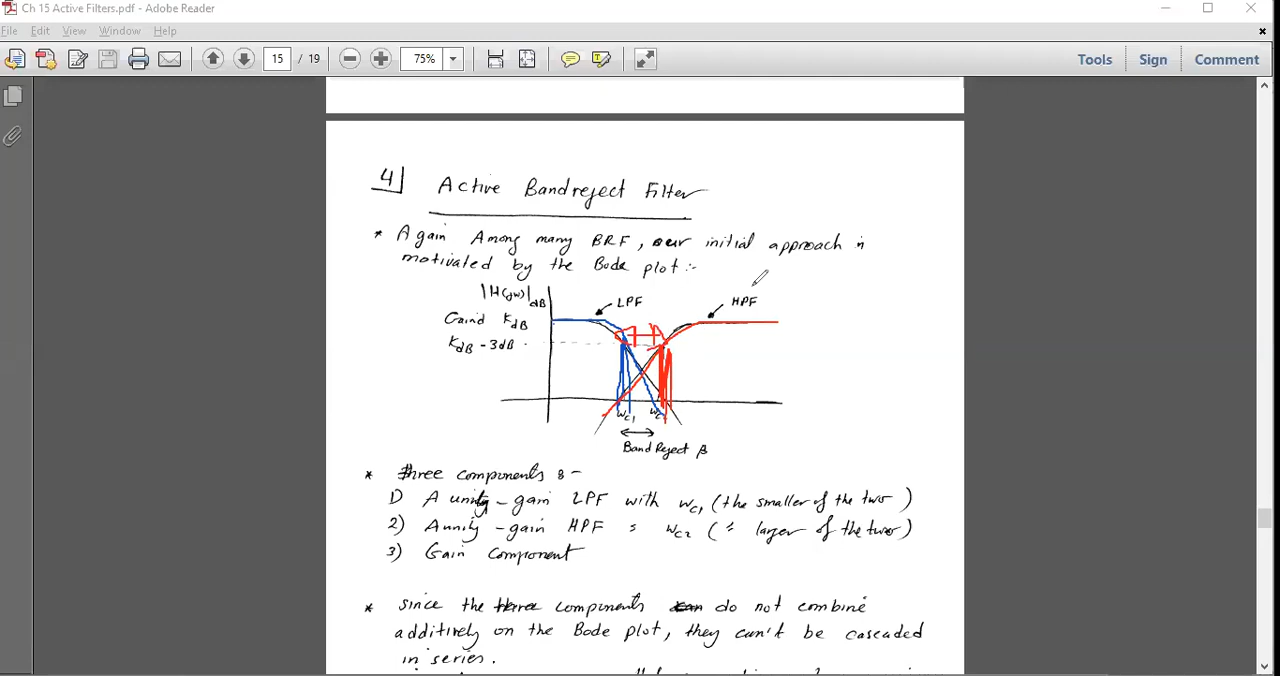 Ch 15 Active Filters.pdf - Adobe Reader
File Edit View Window Help
15 / 19 75% Tools Sign Comment
4 Active Bandreject Filter
* Again Among many BRF, our initial approach is
motivated by the Bode plot :-
|H(jw)|dB
LPF
HPF
Gain K dB
K dB - 3dB
wc1 wc
Band Reject β
* three components :-
1) A unity-gain LPF with wc1 (the smaller of the two)
2) A unity-gain HPF = wc2 (= larger of the two)
3) Gain component
* since the three components do not combine
additively on the Bode plot, they can't be cascaded
in series.